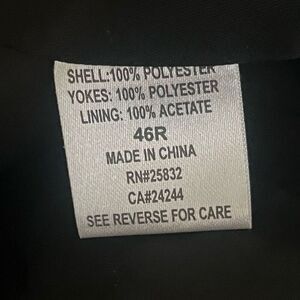 SHELL:100% POLYESTER
YOKES: 100% POLYESTER
LINING: 100% ACETATE
46R
MADE IN CHINA
RN#25832
CA#24244
SEE REVERSE FOR CARE